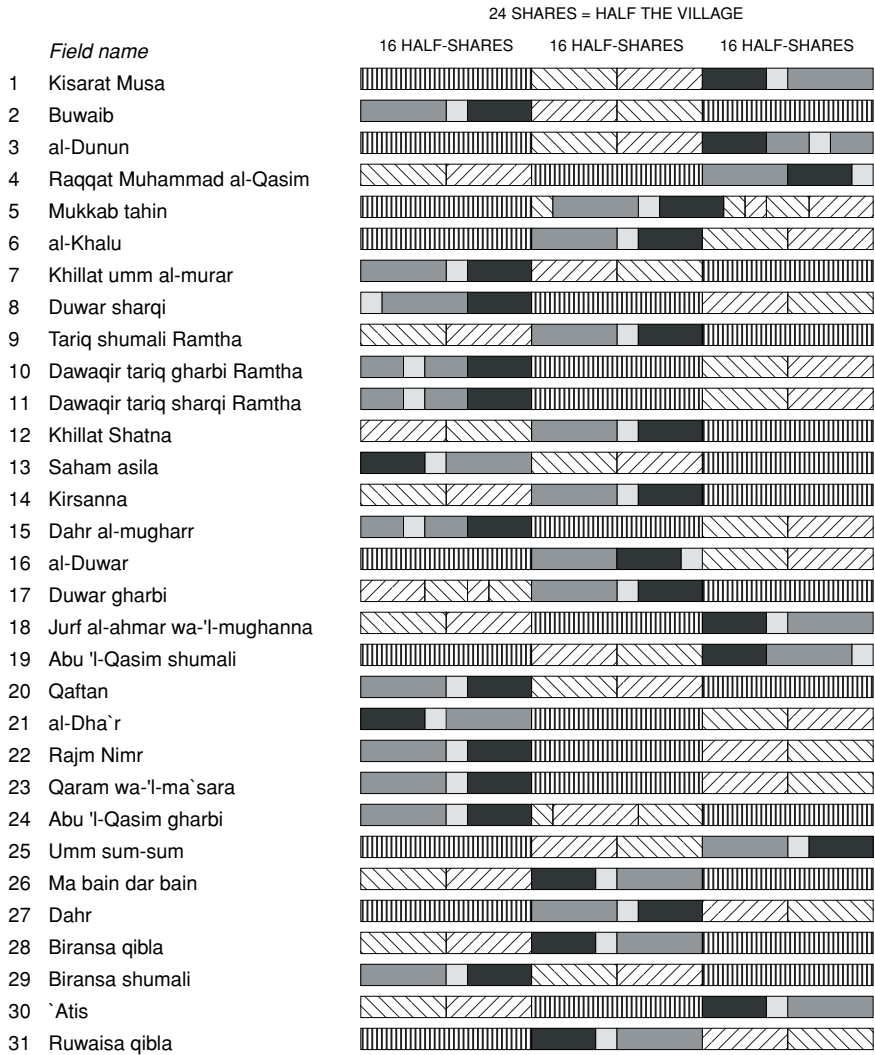 24 SHARES = HALF THE VILLAGE
Field name 16 HALF-SHARES 16 HALF-SHARES 16 HALF-SHARES
1 Kisarat Musa
2 Buwaib
3 al-Dunun
4 Raqqat Muhammad al-Qasim
5 Mukkab tahin
6 al-Khalu
7 Khillat umm al-murar
8 Duwar sharqi
9 Tariq shumali Ramtha
10 Dawaqir tariq gharbi Ramtha
11 Dawaqir tariq sharqi Ramtha
12 Khillat Shatna
13 Saham asila
14 Kirsanna
15 Dahr al-mugharr
16 al-Duwar
17 Duwar gharbi
18 Jurf al-ahmar wa-'l-mughanna
19 Abu 'l-Qasim shumali
20 Qaftan
21 al-Dha`r
22 Rajm Nimr
23 Qaram wa-'l-ma`sara
24 Abu 'l-Qasim gharbi
25 Umm sum-sum
26 Ma bain dar bain
27 Dahr
28 Biransa qibla
29 Biransa shumali
30 `Atis
31 Ruwaisa qibla